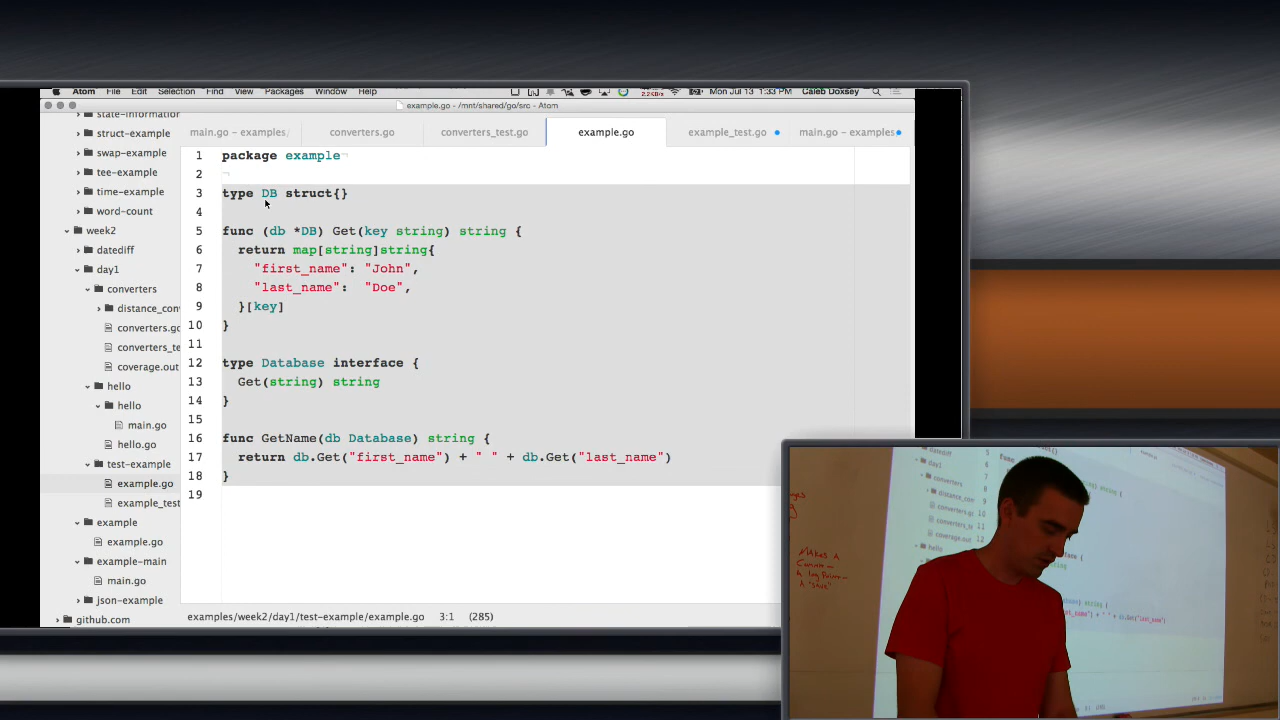 Atom File Edit Selection Find View Packages Window Help Mon Jul 13 1:33 PM Caleb Doxsey
example.go - /mnt/shared/go/src - Atom
main.go - examples/ converters.go converters_test.go example.go example_test.go main.go - examples
state-information
struct-example
swap-example
tee-example
time-example
word-count
week2
datediff
day1
converters
distance_con
converters.go
converters_te
coverage.out
hello
hello
main.go
hello.go
test-example
example.go
example_test
example
example.go
example-main
main.go
json-example
github.com
1 package example
2
3 type DB struct{}
4
5 func (db *DB) Get(key string) string {
6 return map[string]string{
7 "first_name": "John",
8 "last_name": "Doe",
9 }[key]
10 }
11
12 type Database interface {
13 Get(string) string
14 }
15
16 func GetName(db Database) string {
17 return db.Get("first_name") + " " + db.Get("last_name")
18 }
19
examples/week2/day1/test-example/example.go 3:1 (285)
MAKES A